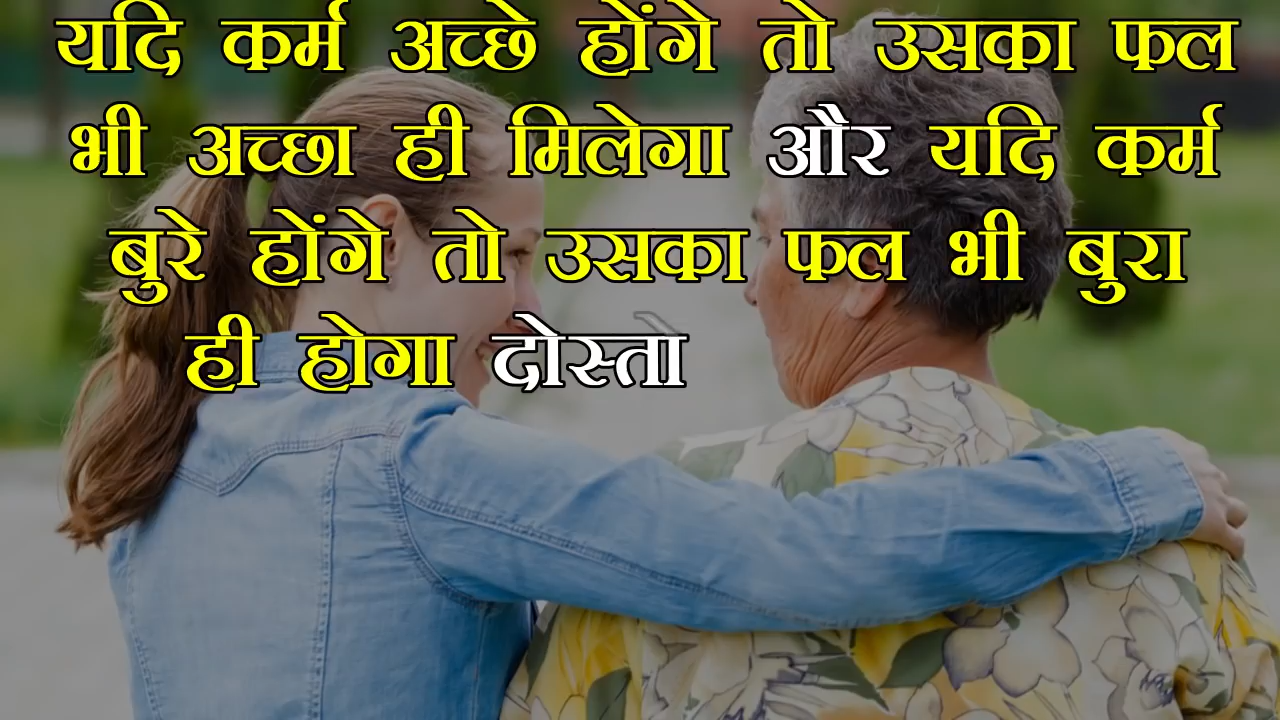 यदि कर्म अच्छे होंगे तो उसका फल
भी अच्छा ही मिलेगा और यदि कर्म
बुरे होंगे तो उसका फल भी बुरा
ही होगा दोस्तो